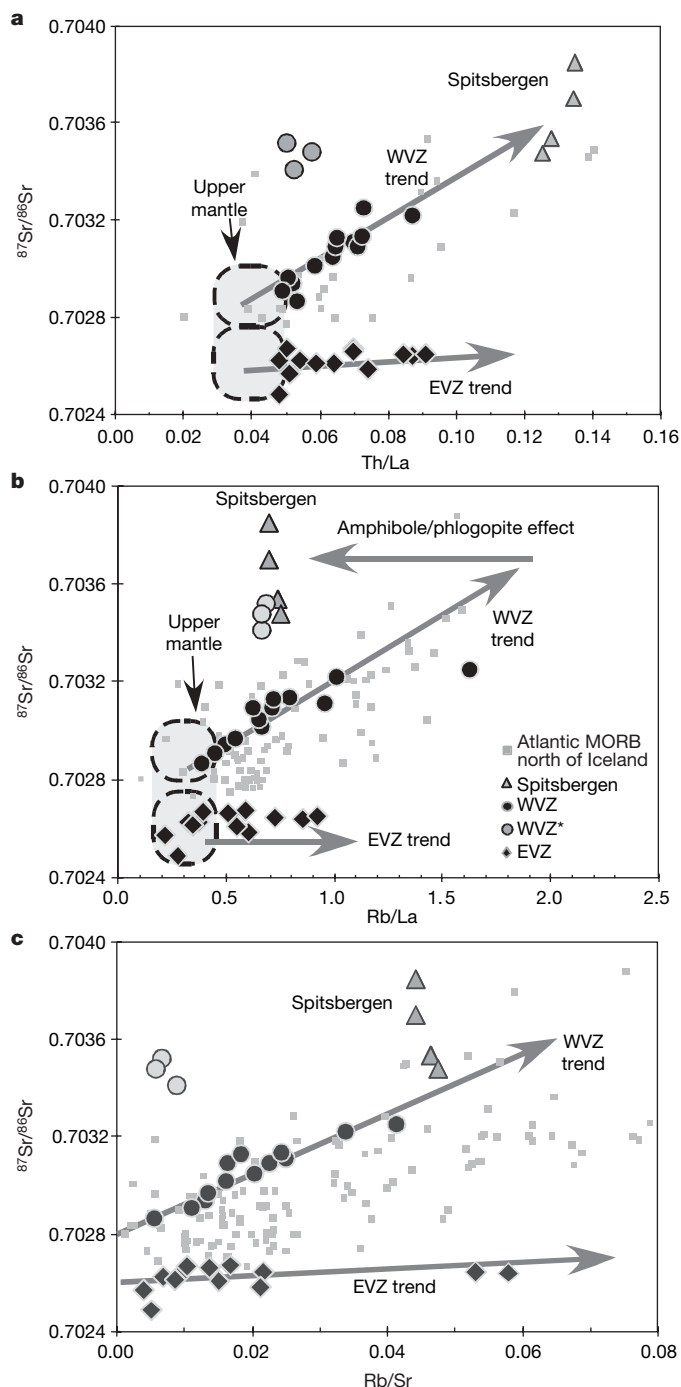 a
0.7040
0.7036
0.7032
0.7028
0.7024
87Sr/86Sr
Spitsbergen
WVZ
trend
Upper
mantle
EVZ trend
0.00 0.02 0.04 0.06 0.08 0.10 0.12 0.14 0.16
Th/La
b
0.7040
0.7036
0.7032
0.7028
0.7024
87Sr/86Sr
Spitsbergen
Amphibole/phlogopite effect
Upper
mantle
WVZ
trend
Atlantic MORB
north of Iceland
Spitsbergen
WVZ
WVZ*
EVZ
EVZ trend
0.0 0.5 1.0 1.5 2.0 2.5
Rb/La
c
0.7040
0.7036
0.7032
0.7028
0.7024
87Sr/86Sr
Spitsbergen
WVZ
trend
EVZ trend
0.00 0.02 0.04 0.06 0.08
Rb/Sr